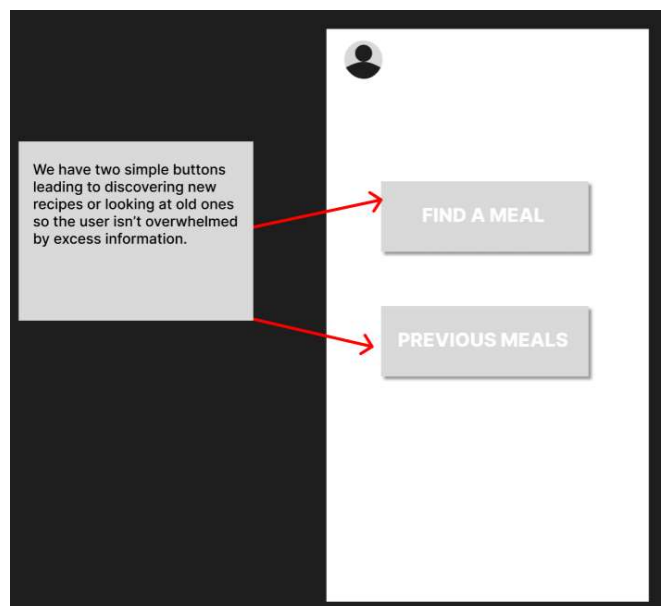 We have two simple buttons
leading to discovering new
recipes or looking at old ones
so the user isn’t overwhelmed
by excess information.
FIND A MEAL
PREVIOUS MEALS